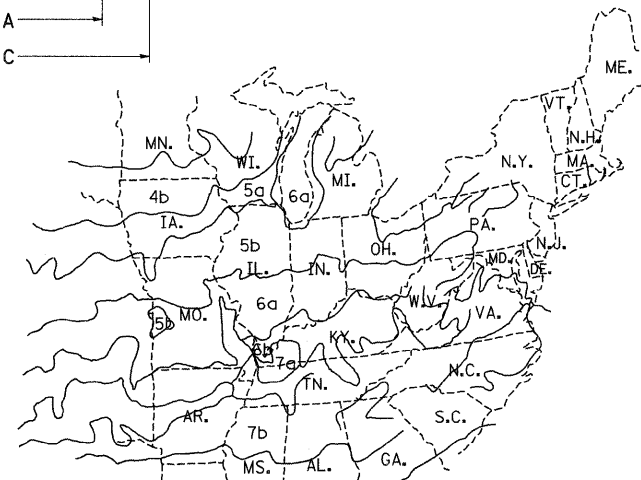 A
C
ME.
VT.
MN.
N.H.
WI.
N.Y.
MA.
MI.
CT.
4b
5a
6a
IA.
PA.
5b
OH.
N.J.
IL.
IN.
MD.
DE.
6a
W.V.
MO.
VA.
5b
KY.
6b
7a
N.C.
TN.
AR.
S.C.
7b
MS.
AL.
GA.